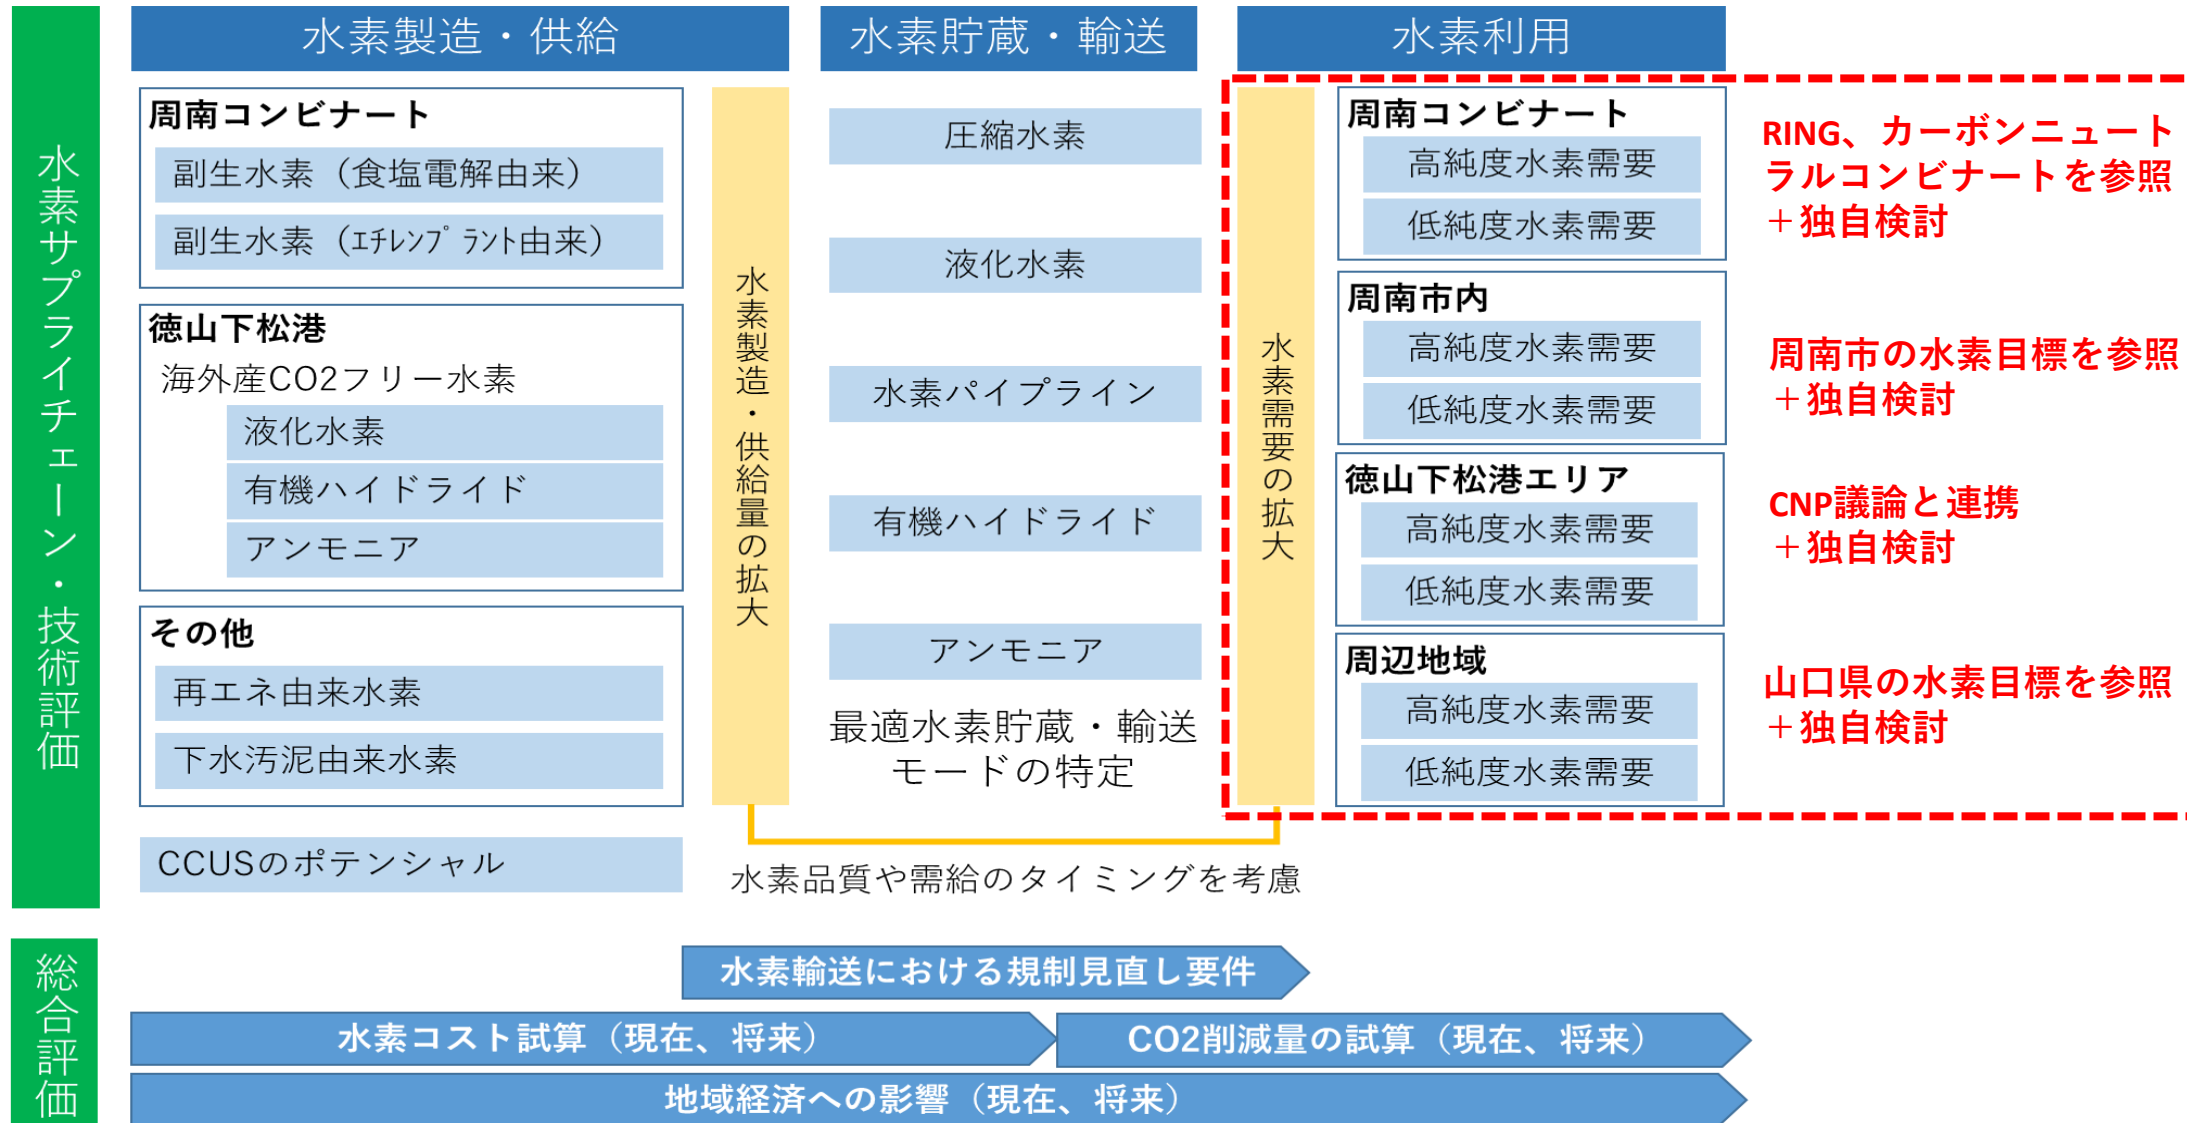 水素サプライチェーン・技術評価
水素製造・供給
周南コンビナート
副生水素（食塩電解由来）
副生水素（ｴﾁﾚﾝﾌﾟﾗﾝﾄ由来）
徳山下松港
海外産CO2フリー水素
液化水素
有機ハイドライド
アンモニア
その他
再エネ由来水素
下水汚泥由来水素
CCUSのポテンシャル
水素製造・供給量の拡大
水素貯蔵・輸送
圧縮水素
液化水素
水素パイプライン
有機ハイドライド
アンモニア
最適水素貯蔵・輸送
モードの特定
水素利用
水素需要の拡大
周南コンビナート
高純度水素需要
低純度水素需要
周南市内
高純度水素需要
低純度水素需要
徳山下松港エリア
高純度水素需要
低純度水素需要
周辺地域
高純度水素需要
低純度水素需要
RING、カーボンニュート
ラルコンビナートを参照
＋独自検討
周南市の水素目標を参照
＋独自検討
CNP議論と連携
＋独自検討
山口県の水素目標を参照
＋独自検討
水素品質や需給のタイミングを考慮
総合評価
水素輸送における規制見直し要件
水素コスト試算（現在、将来）
CO2削減量の試算（現在、将来）
地域経済への影響（現在、将来）